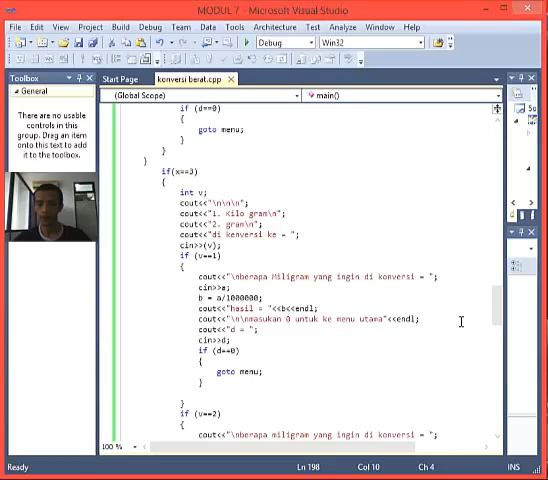 MODUL 7 - Microsoft Visual Studio
File Edit View Project Build Debug Team Tools Architecture Test Analyze Window Help
Debug Win32
Toolbox Start Page konversi berat.cpp
General (Global Scope) main()
There are no usable
controls in this
group. Drag an item
onto this text to add
it to the toolbox.
if (d==0)
{
goto menu;
}
}
}
if(x==3)
{
int v;
cout<<"\n\n\n";
cout<<"1. Kilo gram\n";
cout<<"2. gram\n";
cout<<"di kenversi ke = ";
cin>>(v);
if (v==1)
{
cout<<"\nberapa Miligram yang ingin di konversi = ";
cin>>a;
b = a/1000000;
cout<<"hasil = "<<b<<endl;
cout<<"\n\nmasukan 0 untuk ke menu utama"<<endl;
cout<<"d = ";
cin>>d;
if (d==0)
{
goto menu;
}
}
if (v==2)
{
cout<<"\nberapa miligram yang ingin di konversi = ";
100 %
Ready Ln 198 Col 10 Ch 4 INS